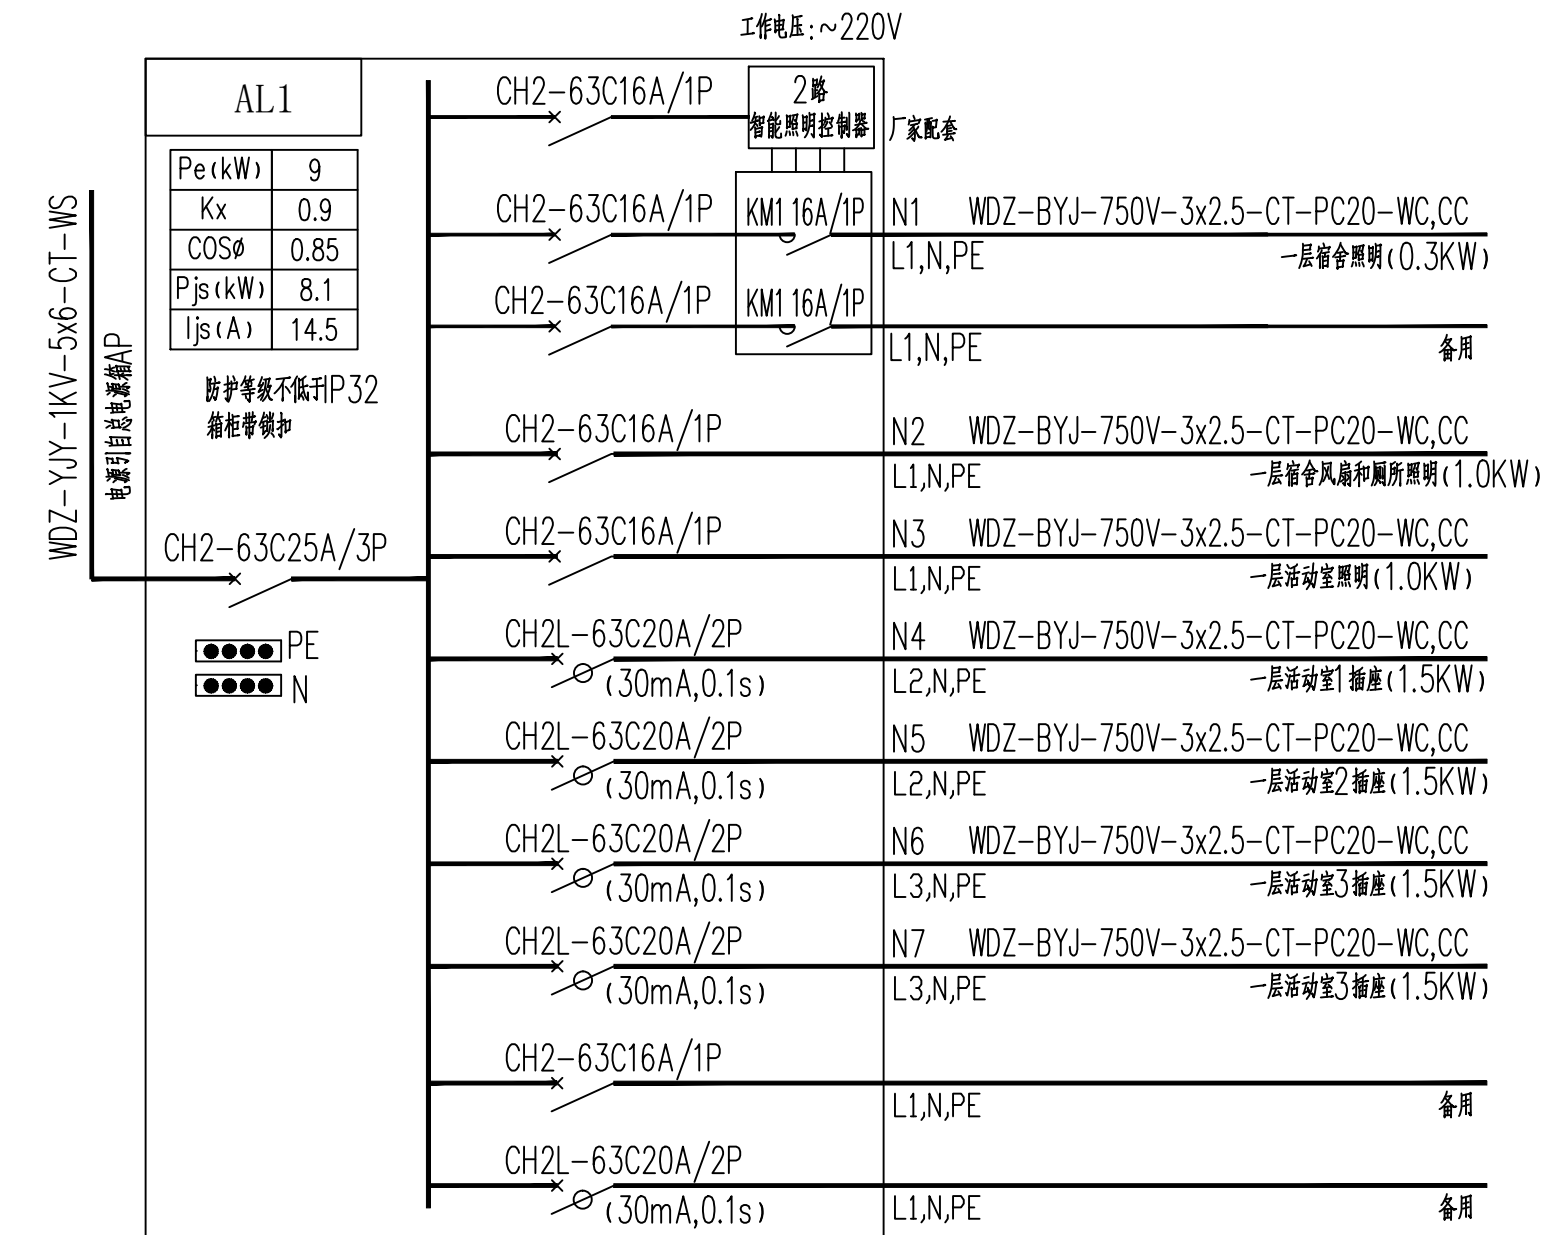 工作电压:~220V
AL1
Pe(kW) 9
Kx 0.9
COSø 0.85
Pjs(kW) 8.1
Ijs(A) 14.5
防护等级不低于IP32
箱柜带锁扣
WDZ-YJY-1KV-5x6-CT-WS
电源引自总电源箱AP
CH2-63C25A/3P
PE
N
CH2-63C16A/1P
2路
智能照明控制器
厂家配套
CH2-63C16A/1P KM1 16A/1P N1 WDZ-BYJ-750V-3x2.5-CT-PC20-WC,CC
L1,N,PE 一层宿舍照明(0.3KW)
CH2-63C16A/1P KM1 16A/1P
L1,N,PE 备用
CH2-63C16A/1P N2 WDZ-BYJ-750V-3x2.5-CT-PC20-WC,CC
L1,N,PE 一层宿舍风扇和厕所照明(1.0KW)
CH2-63C16A/1P N3 WDZ-BYJ-750V-3x2.5-CT-PC20-WC,CC
L1,N,PE 一层活动室照明(1.0KW)
CH2L-63C20A/2P N4 WDZ-BYJ-750V-3x2.5-CT-PC20-WC,CC
(30mA,0.1s) L2,N,PE 一层活动室1插座(1.5KW)
CH2L-63C20A/2P N5 WDZ-BYJ-750V-3x2.5-CT-PC20-WC,CC
(30mA,0.1s) L2,N,PE 一层活动室2插座(1.5KW)
CH2L-63C20A/2P N6 WDZ-BYJ-750V-3x2.5-CT-PC20-WC,CC
(30mA,0.1s) L3,N,PE 一层活动室3插座(1.5KW)
CH2L-63C20A/2P N7 WDZ-BYJ-750V-3x2.5-CT-PC20-WC,CC
(30mA,0.1s) L3,N,PE 一层活动室3插座(1.5KW)
CH2-63C16A/1P
L1,N,PE 备用
CH2L-63C20A/2P
(30mA,0.1s) L1,N,PE 备用